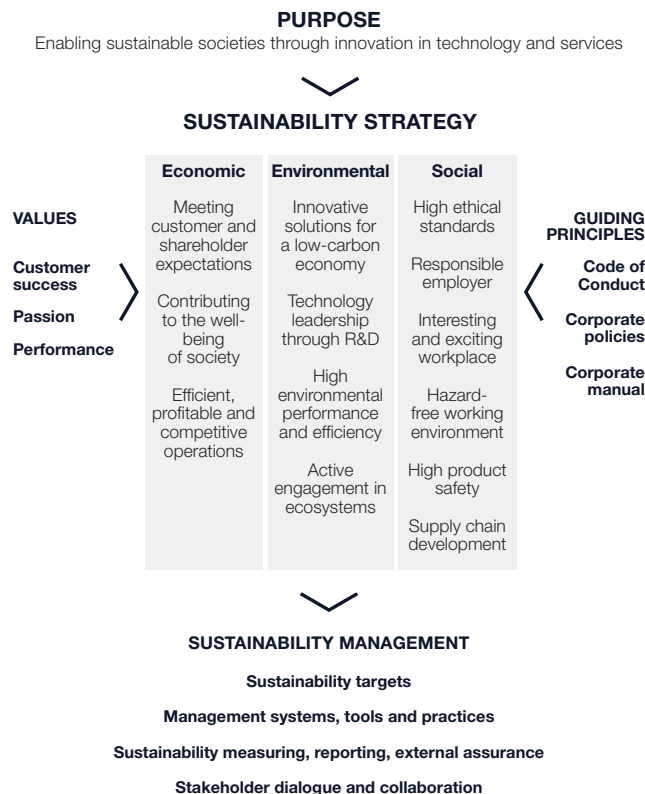 PURPOSE
Enabling sustainable societies through innovation in technology and services
SUSTAINABILITY STRATEGY
VALUES
Customer
success
Passion
Performance
Economic
Meeting
customer and
shareholder
expectations
Contributing
to the well-
being
of society
Efficient,
profitable and
competitive
operations
Environmental
Innovative
solutions for
a low-carbon
economy
Technology
leadership
through R&D
High
environmental
performance
and efficiency
Active
engagement in
ecosystems
Social
High ethical
standards
Responsible
employer
Interesting
and exciting
workplace
Hazard-
free working
environment
High product
safety
Supply chain
development
GUIDING
PRINCIPLES
Code of
Conduct
Corporate
policies
Corporate
manual
SUSTAINABILITY MANAGEMENT
Sustainability targets
Management systems, tools and practices
Sustainability measuring, reporting, external assurance
Stakeholder dialogue and collaboration